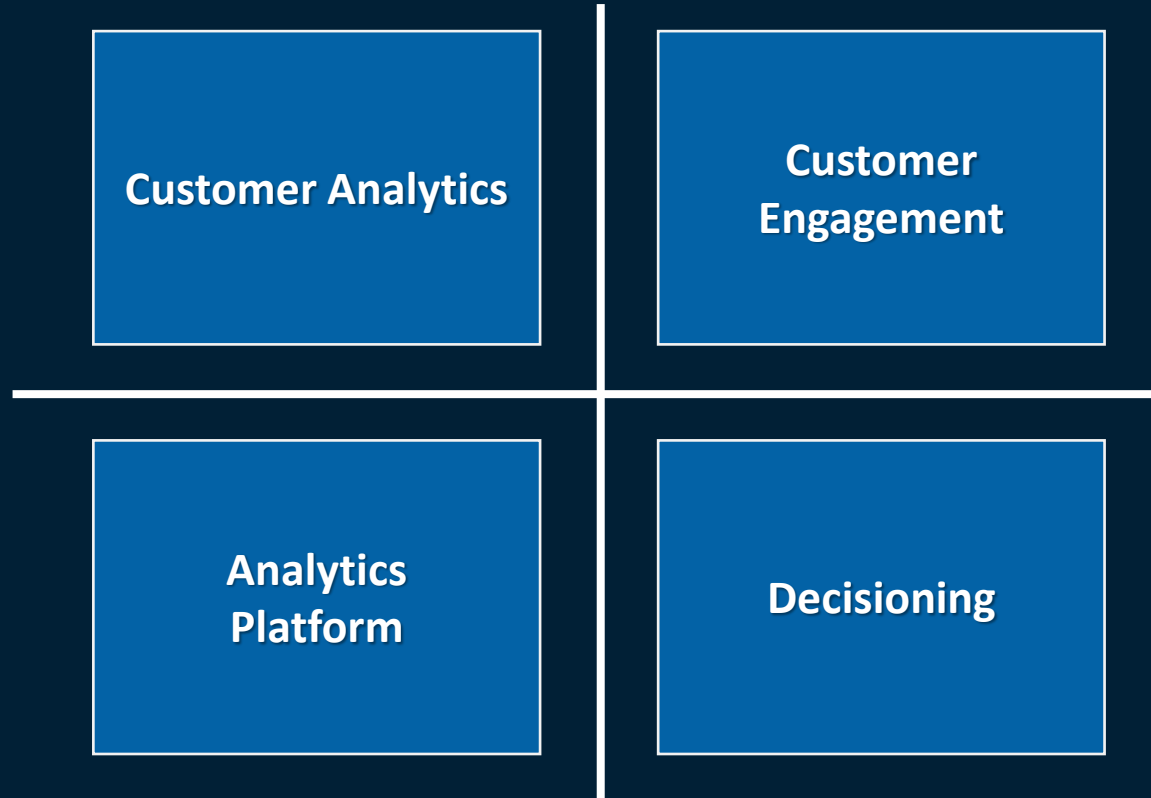 Customer Analytics
Customer
Engagement
Analytics
Platform
Decisioning